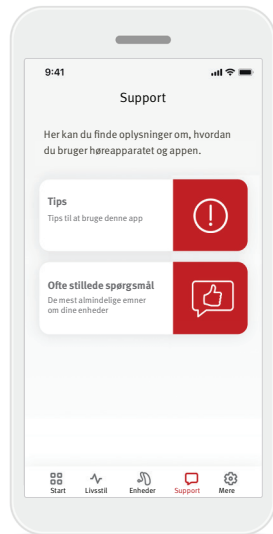 9:41
Support
Her kan du finde oplysninger om, hvordan
du bruger høreapparatet og appen.
Tips
Tips til at bruge denne app
Ofte stillede spørgsmål
De mest almindelige emner
om dine enheder
Start Livsstil Enheder Support Mere